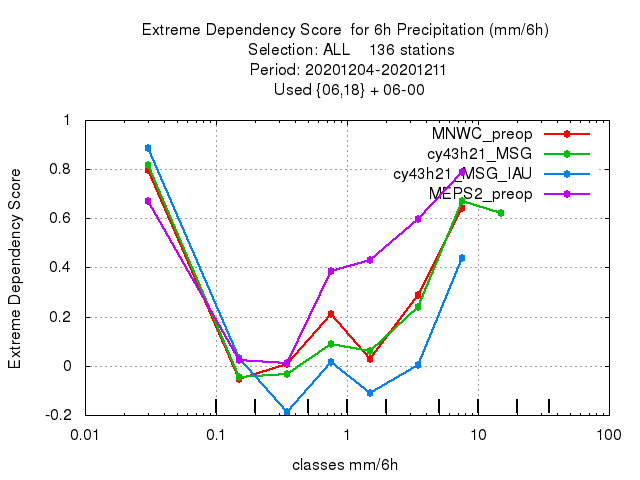 Extreme Dependency Score  for 6h Precipitation (mm/6h)
Selection: ALL    136 stations
Period: 20201204-20201211
Used {06,18} + 06-00
Extreme Dependency Score
1
0.8
0.6
0.4
0.2
0
-0.2
MNWC_preop
cy43h21_MSG
cy43h21_MSG_IAU
MEPS2_preop
0.01 0.1 1 10 100
classes mm/6h